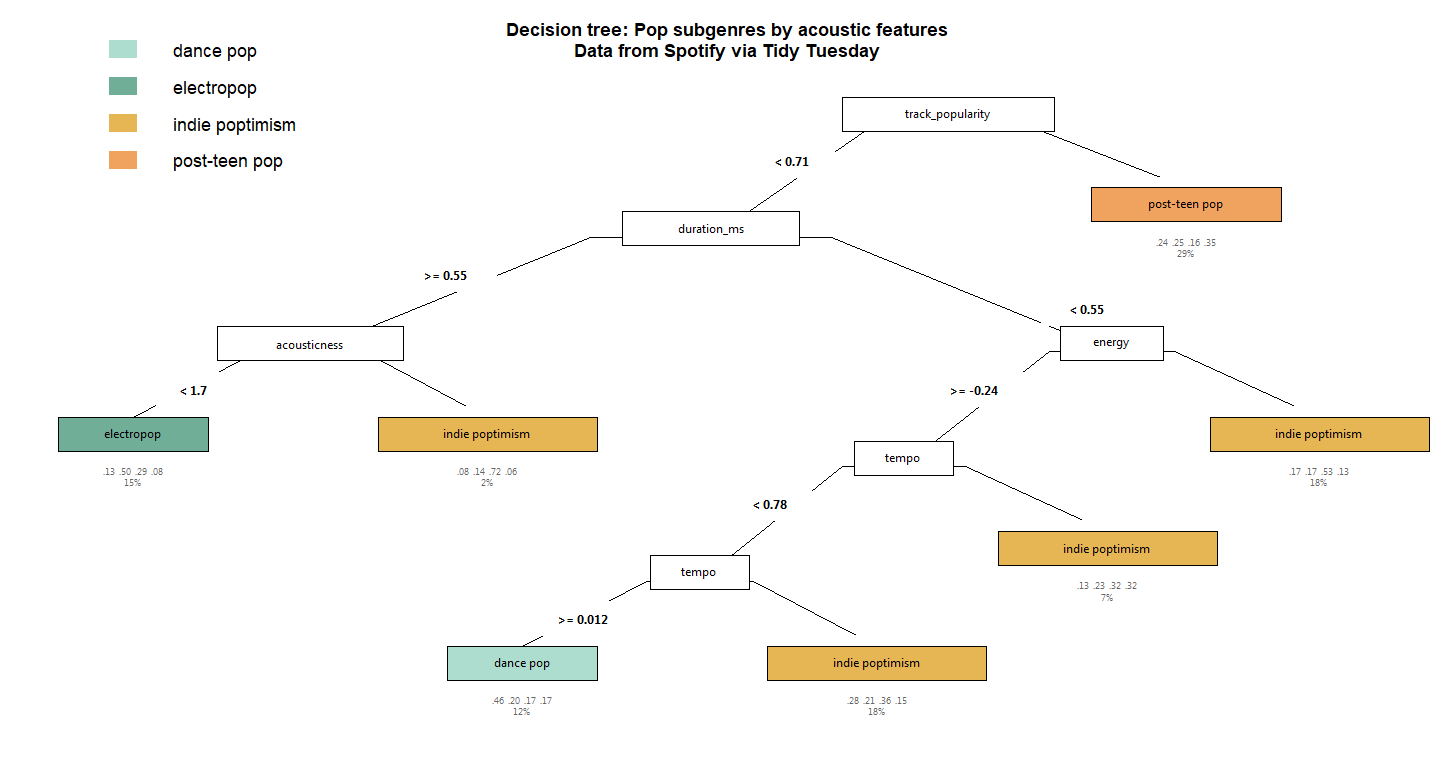 Decision tree: Pop subgenres by acoustic features
Data from Spotify via Tidy Tuesday
dance pop
electropop
indie poptimism
post-teen pop
track_popularity
< 0.71
post-teen pop
.24 .25 .16 .35
29%
duration_ms
>= 0.55
< 0.55
acousticness
energy
< 1.7
>= -0.24
electropop
.13 .50 .29 .08
15%
indie poptimism
.08 .14 .72 .06
2%
indie poptimism
.17 .17 .53 .13
18%
tempo
< 0.78
indie poptimism
.13 .23 .32 .32
7%
tempo
>= 0.012
dance pop
.46 .20 .17 .17
12%
indie poptimism
.28 .21 .36 .15
18%